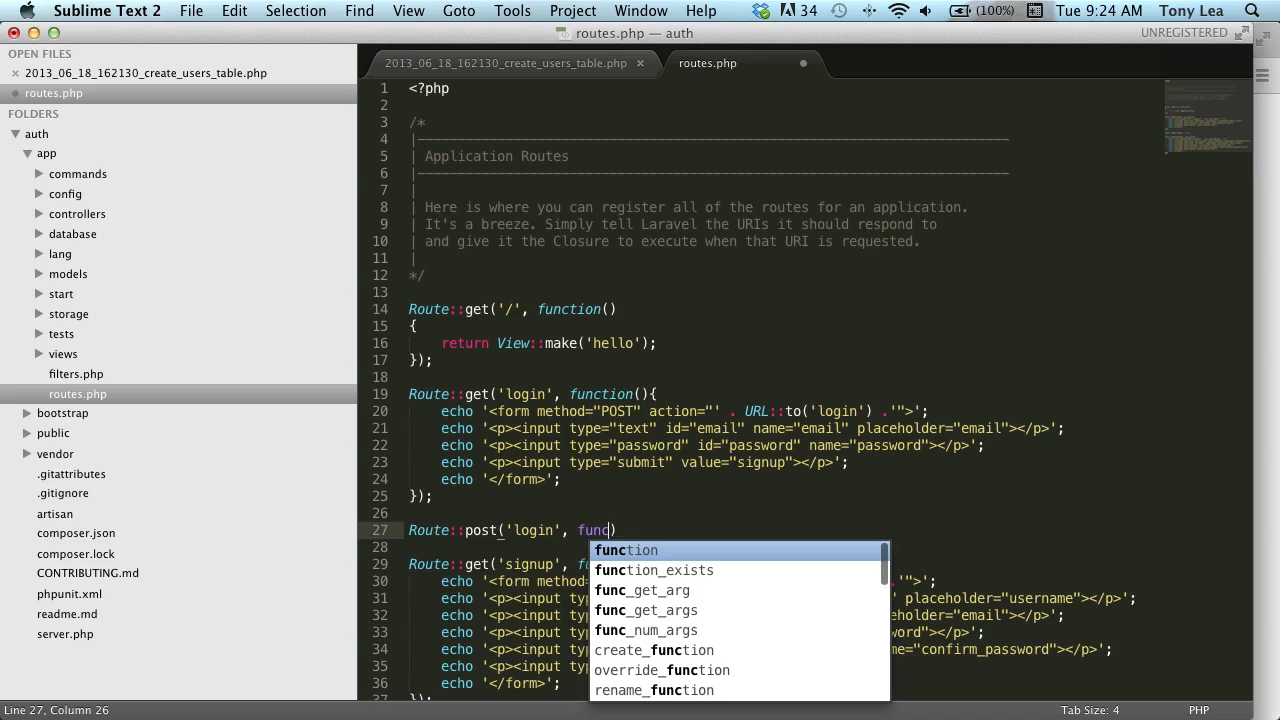 Sublime Text 2 File Edit Selection Find View Goto Tools Project Window Help 34 (100%) Tue 9:24 AM Tony Lea
routes.php — auth
UNREGISTERED
OPEN FILES
2013_06_18_162130_create_users_table.php
routes.php
FOLDERS
auth
app
commands
config
controllers
database
lang
models
start
storage
tests
views
filters.php
routes.php
bootstrap
public
vendor
.gitattributes
.gitignore
artisan
composer.json
composer.lock
CONTRIBUTING.md
phpunit.xml
readme.md
server.php
2013_06_18_162130_create_users_table.php
routes.php
1 <?php
2
3 /*
4 |--------------------------------------------------------------------------
5 | Application Routes
6 |--------------------------------------------------------------------------
7 |
8 | Here is where you can register all of the routes for an application.
9 | It's a breeze. Simply tell Laravel the URIs it should respond to
10 | and give it the Closure to execute when that URI is requested.
11 |
12 */
13
14 Route::get('/', function()
15 {
16 return View::make('hello');
17 });
18
19 Route::get('login', function(){
20 echo '<form method="POST" action="' . URL::to('login') .'">';
21 echo '<p><input type="text" id="email" name="email" placeholder="email"></p>';
22 echo '<p><input type="password" id="password" name="password"></p>';
23 echo '<p><input type="submit" value="signup"></p>';
24 echo '</form>';
25 });
26
27 Route::post('login', func)
28
29 Route::get('signup', f
30 echo '<form method= .'">';
31 echo '<p><input typ ' placeholder="username"></p>';
32 echo '<p><input typ eholder="email"></p>';
33 echo '<p><input typ word"></p>';
34 echo '<p><input typ me="confirm_password"></p>';
35 echo '<p><input typ
36 echo '</form>';
37 });
function
function_exists
func_get_arg
func_get_args
func_num_args
create_function
override_function
rename_function
Line 27, Column 26
Tab Size: 4
PHP